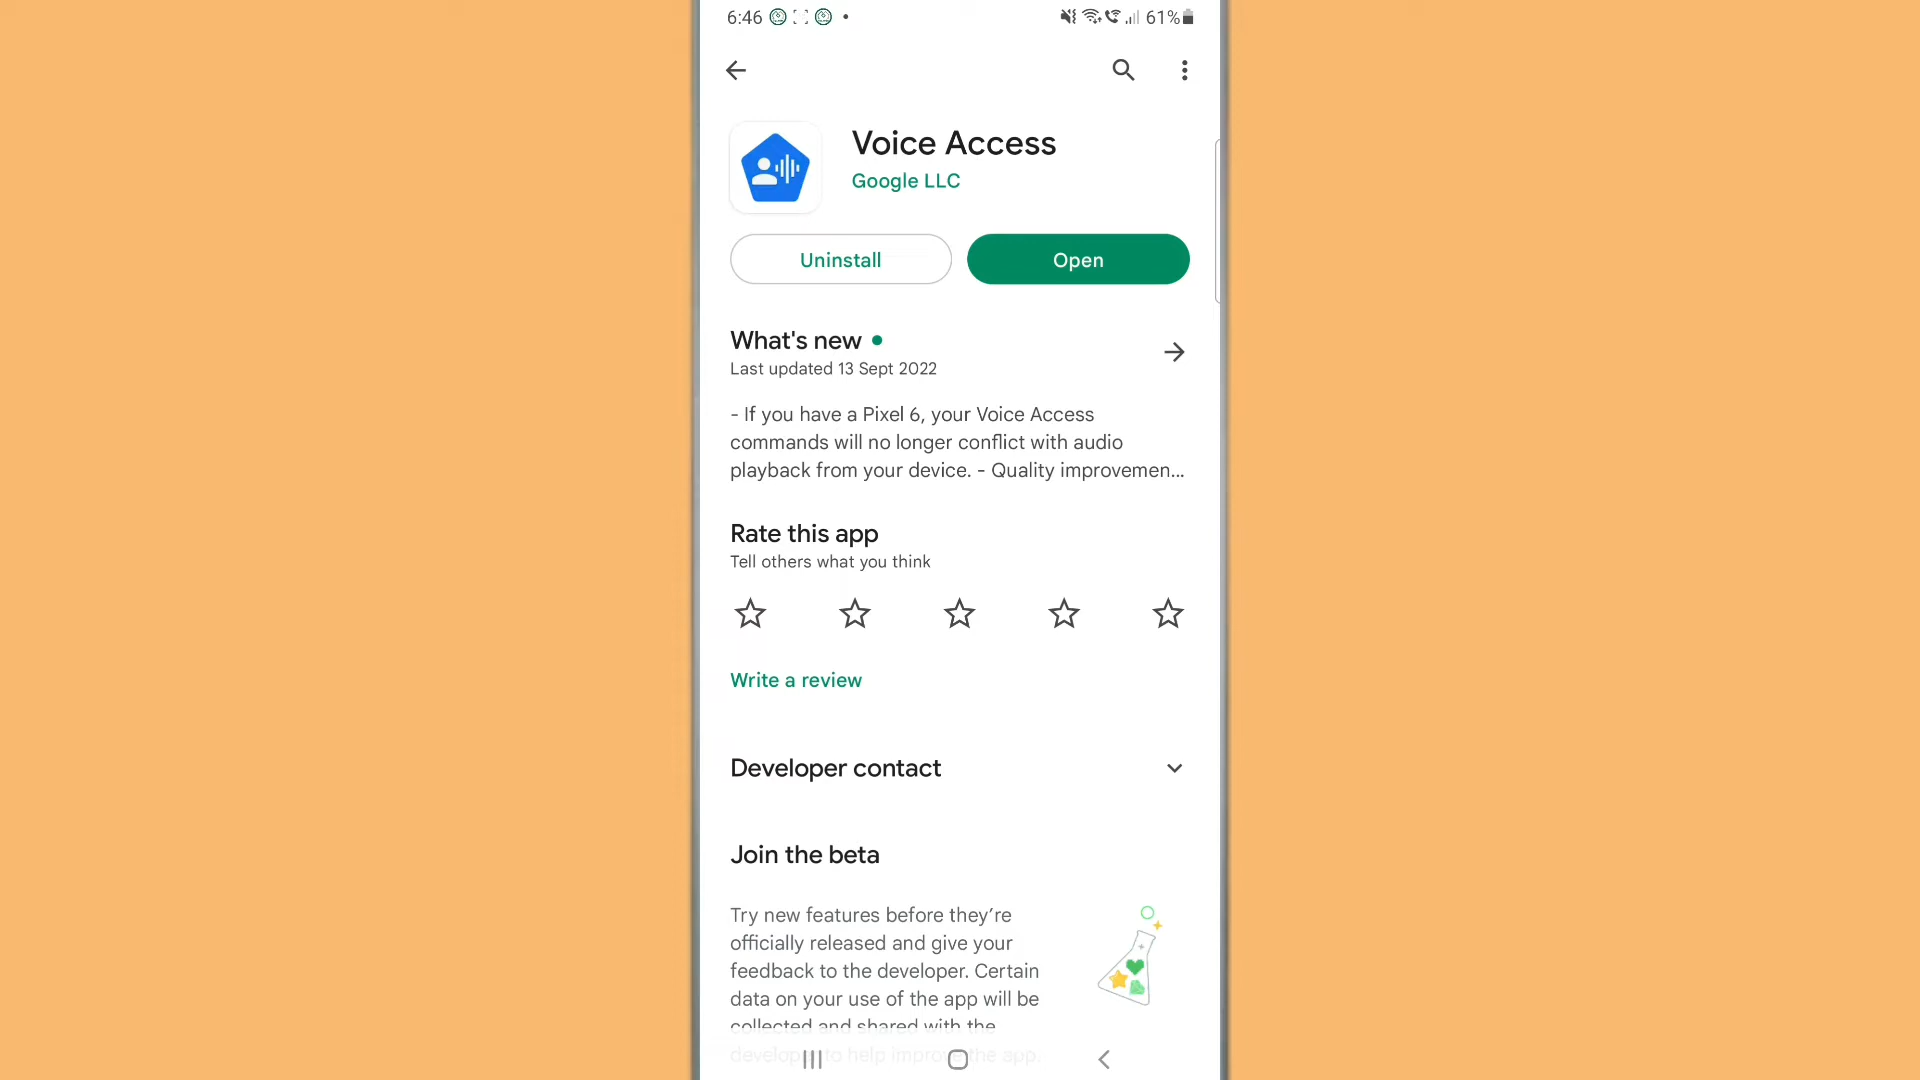 6:46
61%
Voice Access
Google LLC
Uninstall
Open
What's new
Last updated 13 Sept 2022
- If you have a Pixel 6, your Voice Access
commands will no longer conflict with audio
playback from your device. - Quality improvemen...
Rate this app
Tell others what you think
Write a review
Developer contact
Join the beta
Try new features before they’re
officially released and give your
feedback to the developer. Certain
data on your use of the app will be
collected and shared with the
developer to help improve the app.